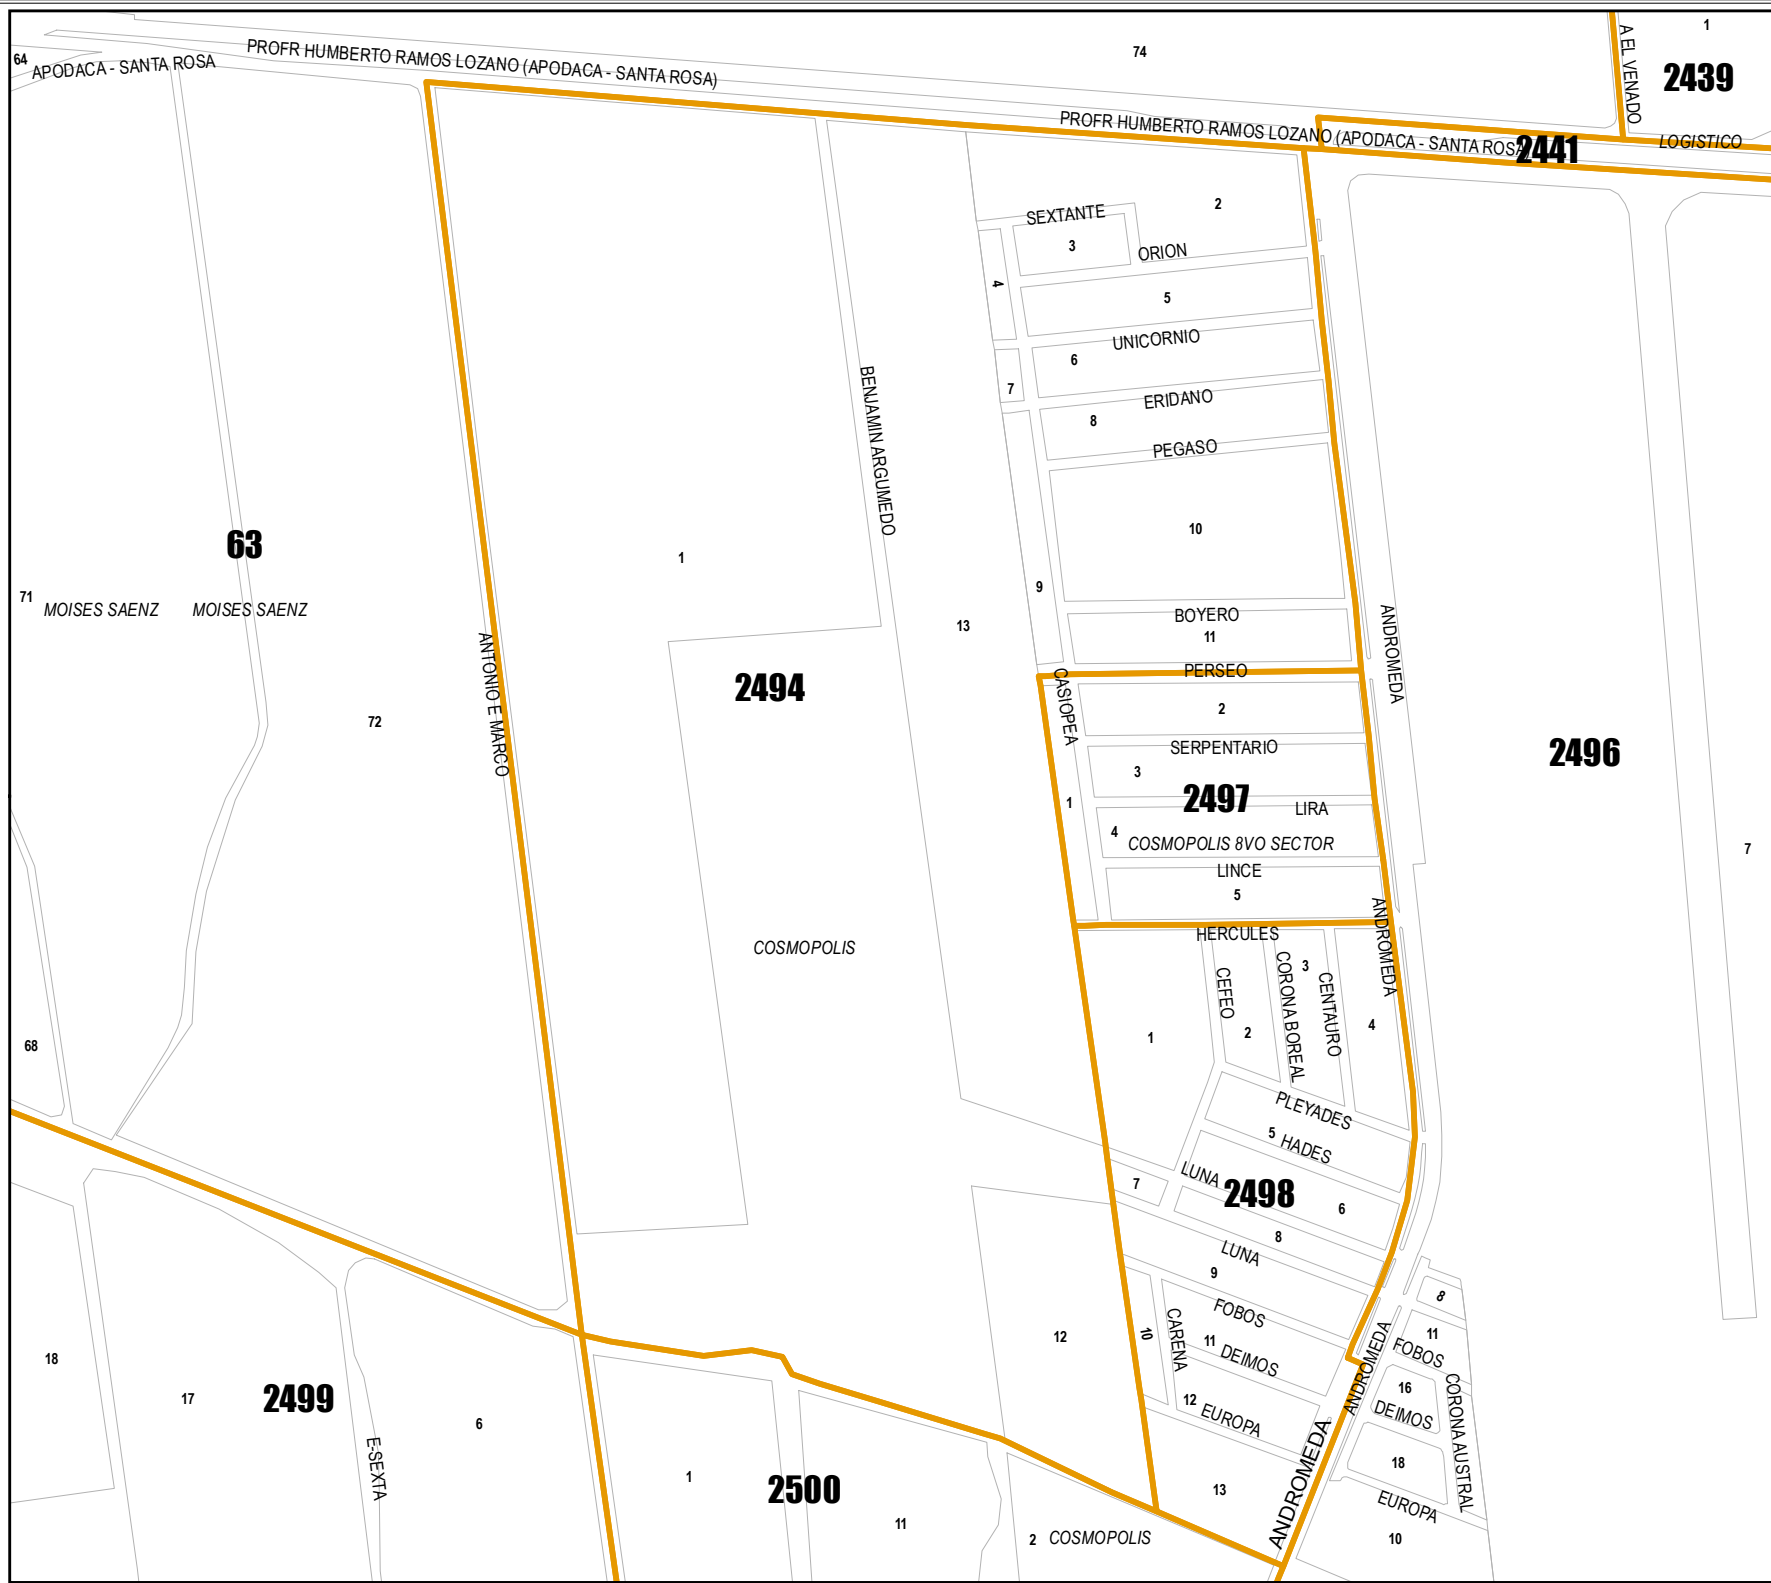 1
74
64
APODACA - SANTA ROSA
PROFR HUMBERTO RAMOS LOZANO (APODACA - SANTA ROSA)
A EL VENADO
2439
PROFR HUMBERTO RAMOS LOZANO (APODACA - SANTA ROSA
2441
LOGISTICO
2
SEXTANTE
3
ORION
4
5
UNICORNIO
6
7
ERIDANO
8
PEGASO
BENJAMIN ARGUMEDO
10
63
1
9
71
MOISES SAENZ
MOISES SAENZ
BOYERO
11
13
ANDROMEDA
ANTONIO E MARCO
PERSEO
2494
CASIOPEA
2
72
SERPENTARIO
2496
3
2497
1
LIRA
4
COSMOPOLIS 8VO SECTOR
7
LINCE
5
HERCULES
ANDROMEDA
COSMOPOLIS
3
CEFEO
CORONA BOREAL
CENTAURO
4
1
2
68
PLEYADES
5
HADES
LUNA
7
2498
6
8
LUNA
9
8
FOBOS
10
CARENA
12
11
DEIMOS
ANDROMEDA
11
FOBOS
18
16
17
2499
12
EUROPA
DEIMOS
CORONA AUSTRAL
6
E-SEXTA
ANDROMEDA
18
1
2500
13
EUROPA
11
2
COSMOPOLIS
10